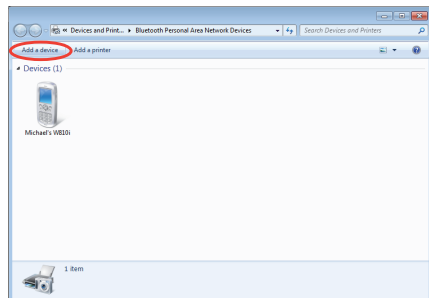 « Devices and Print... ▸ Bluetooth Personal Area Network Devices
Search Devices and Printers
Add a device Add a printer
Devices (1)
Michael's W810i
1 item